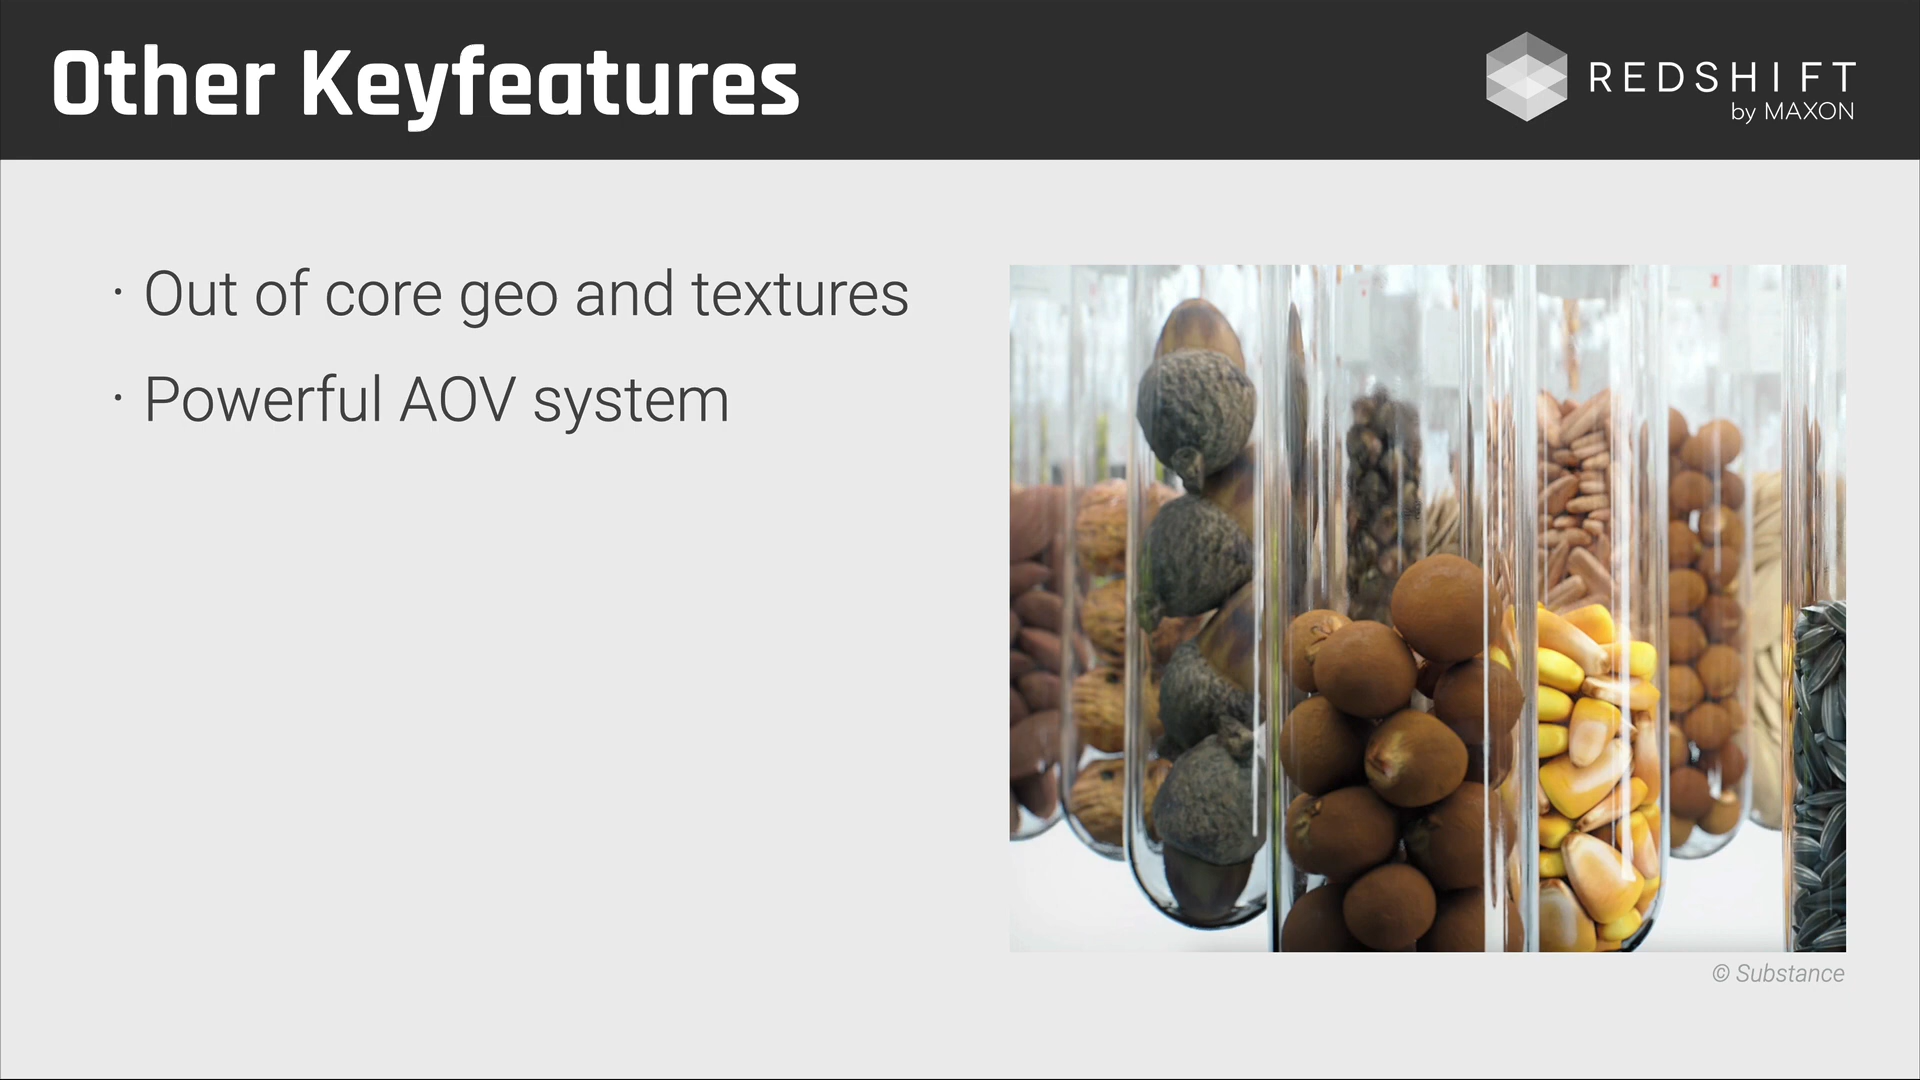 Other Keyfeatures
REDSHIFT
by MAXON
· Out of core geo and textures
· Powerful AOV system
© Substance